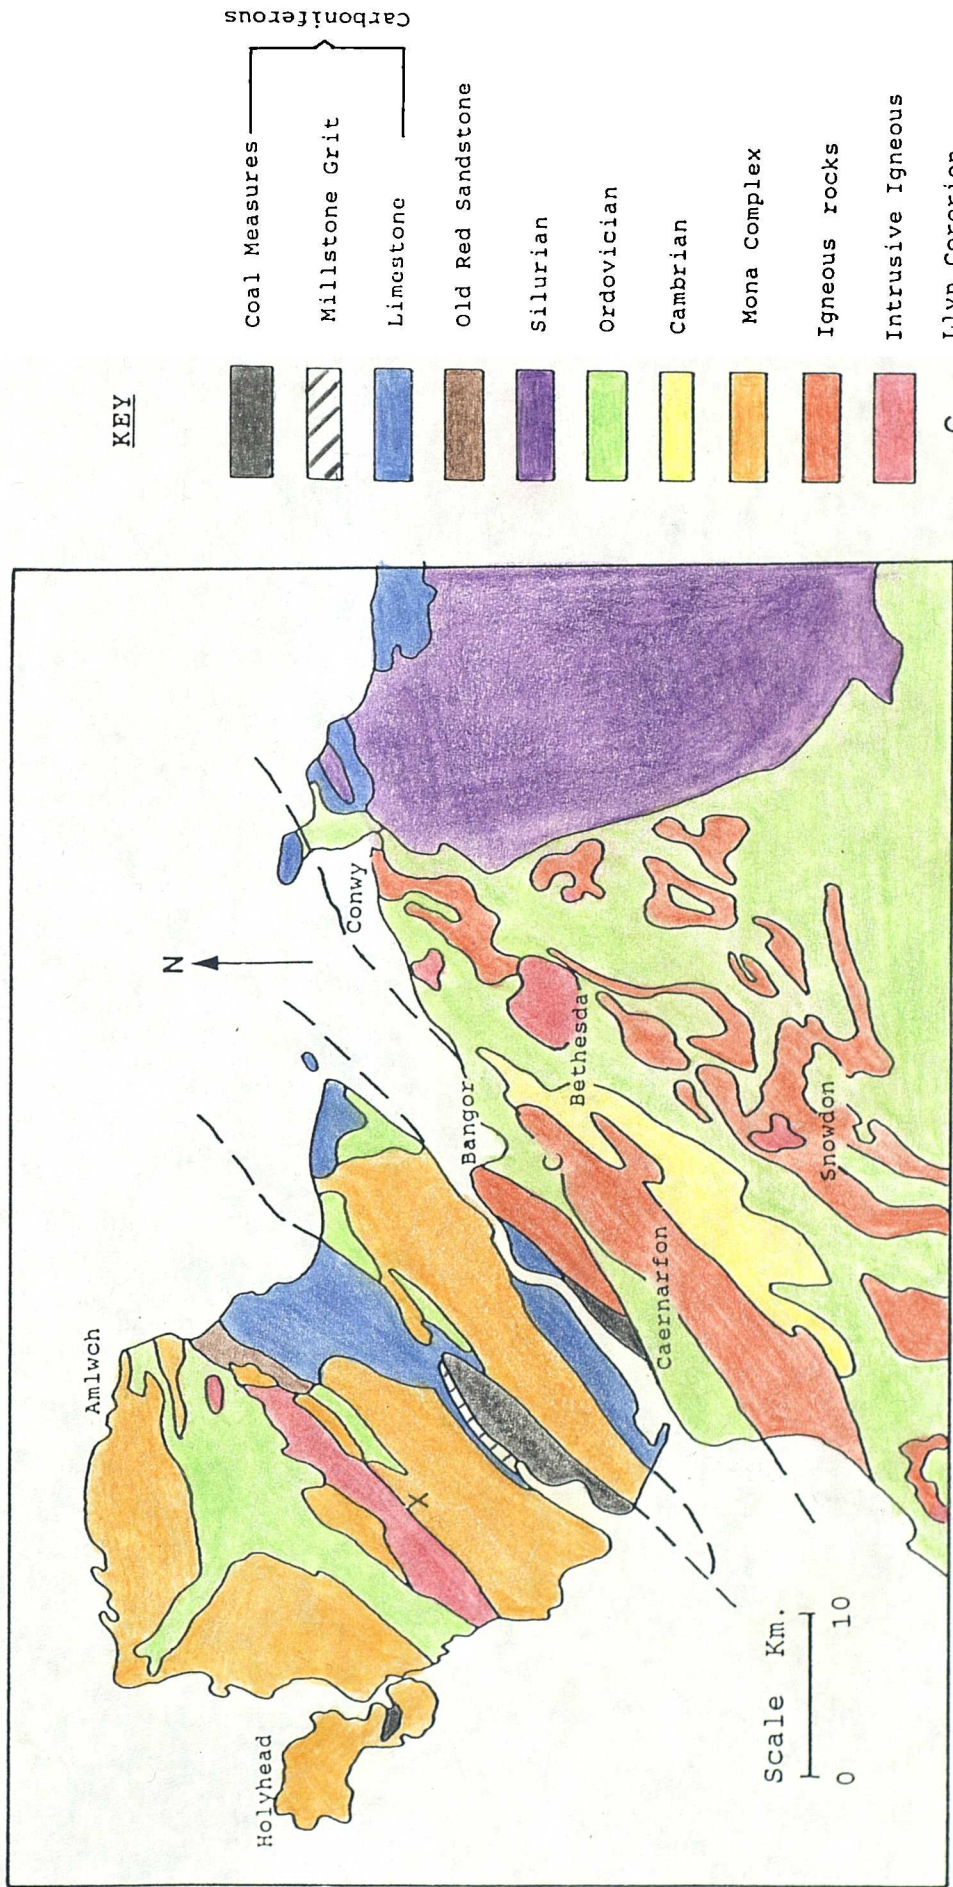 KEY
Coal Measures
Millstone Grit
Limestone
Carboniferous
Old Red Sandstone
Silurian
Ordovician
Cambrian
Mona Complex
Igneous rocks
Intrusive Igneous
C
N
Amlwch
Holyhead
X
Conwy
Bangor
C
Bethesda
Caernarfon
Snowdon
Scale Km.
0 10